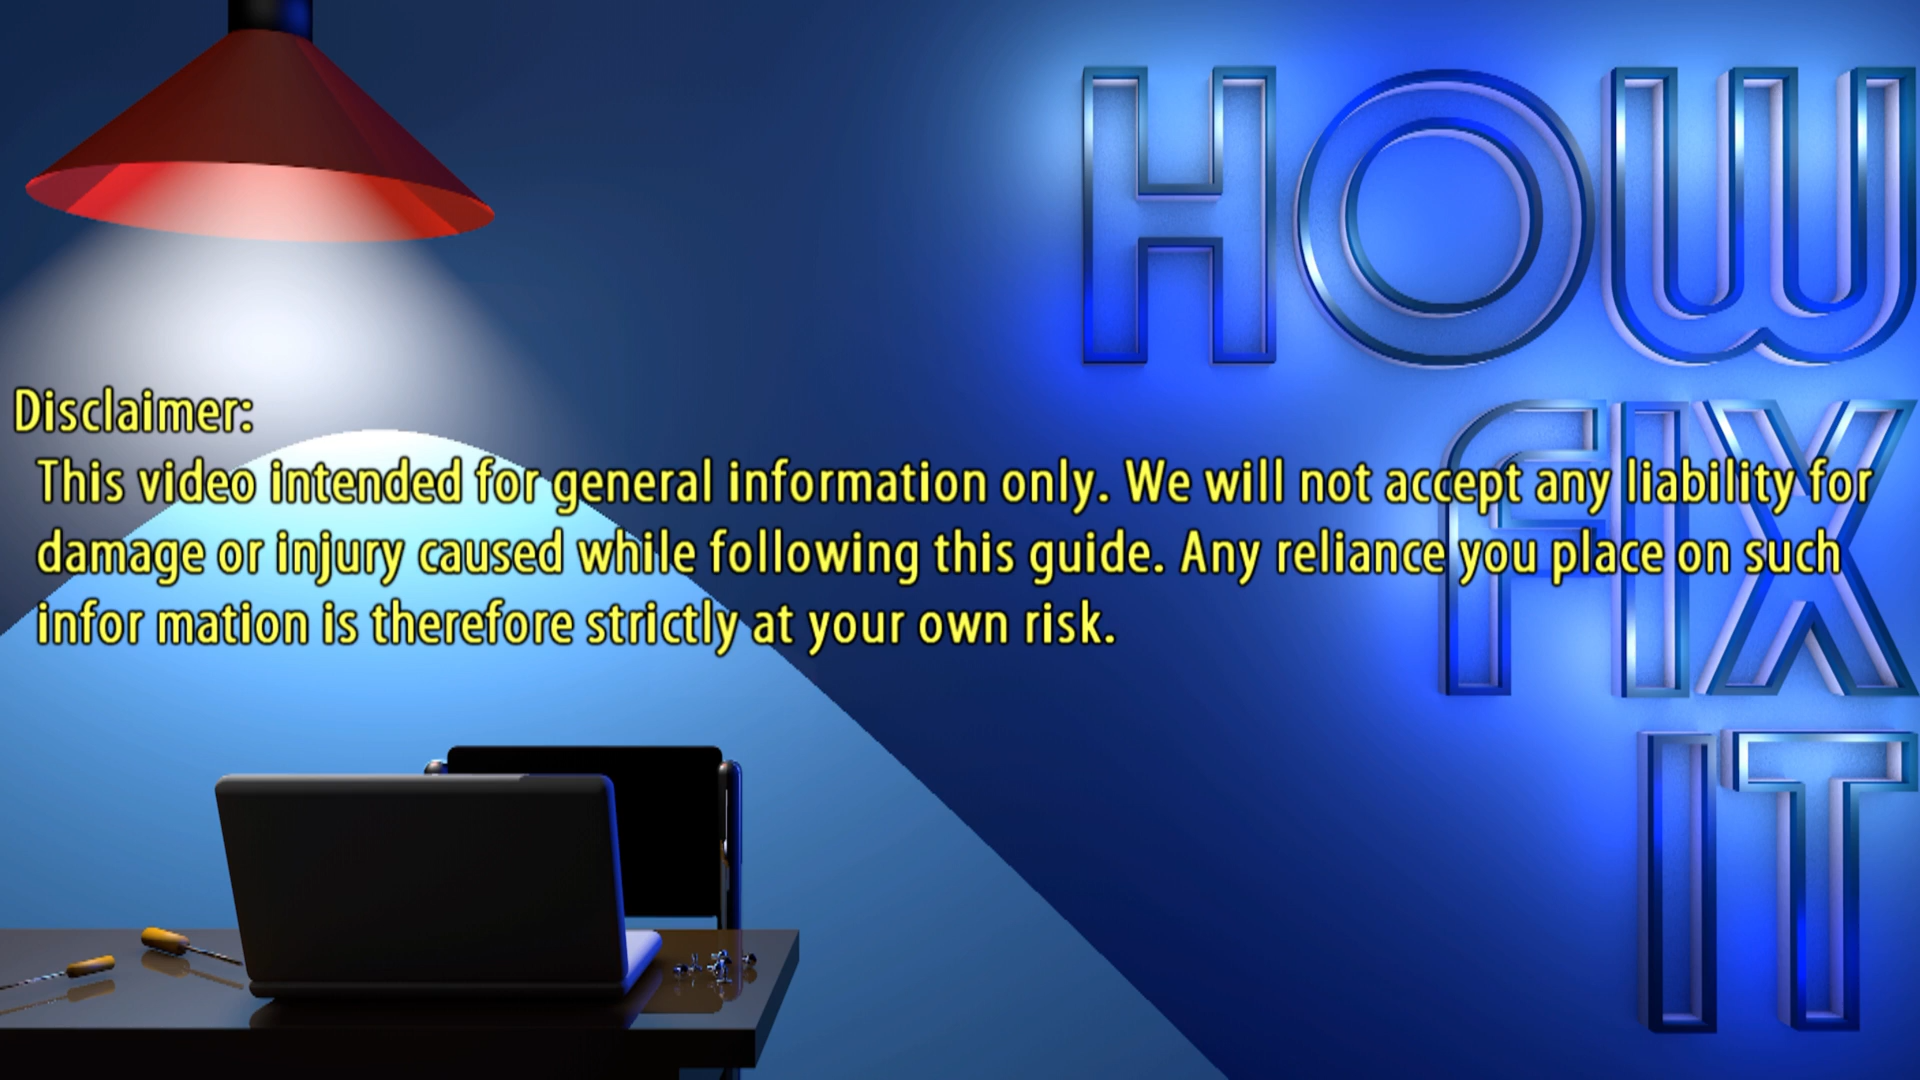 HOW
FIX
IT
Disclaimer:
This video intended for general information only. We will not accept any liability for
damage or injury caused while following this guide. Any reliance you place on such
infor mation is therefore strictly at your own risk.